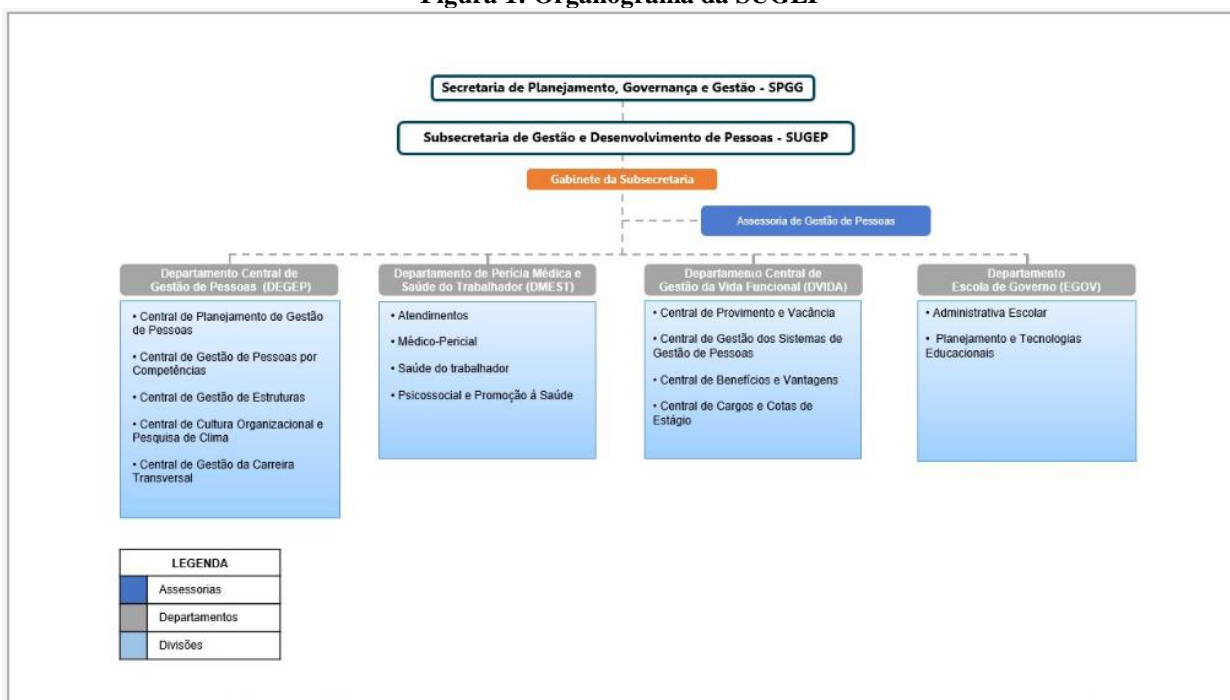 Figura 1: Organograma da SUGEP
Secretaria de Planejamento, Governança e Gestão - SPGG
Subsecretaria de Gestão e Desenvolvimento de Pessoas - SUGEP
Gabinete da Subsecretaria
Assessoria de Gestão de Pessoas
Departamento Central de
Gestão de Pessoas (DEGEP)
• Central de Planejamento de Gestão
de Pessoas
• Central de Gestão de Pessoas por
Competências
• Central de Gestão de Estruturas
• Central de Cultura Organizacional e
Pesquisa de Clima
• Central de Gestão da Carreira
Transversal
Departamento de Perícia Médica e
Saúde do Trabalhador (DMEST)
• Atendimentos
• Médico-Pericial
• Saúde do trabalhador
• Psicossocial e Promoção à Saúde
Departamento Central de
Gestão da Vida Funcional (DVIDA)
• Central de Provimento e Vacância
• Central de Gestão dos Sistemas de
Gestão de Pessoas
• Central de Benefícios e Vantagens
• Central de Cargos e Cotas de
Estágio
Departamento
Escola de Governo (EGOV)
• Administrativa Escolar
• Planejamento e Tecnologias
Educacionais
LEGENDA
Assessorias
Departamentos
Divisões